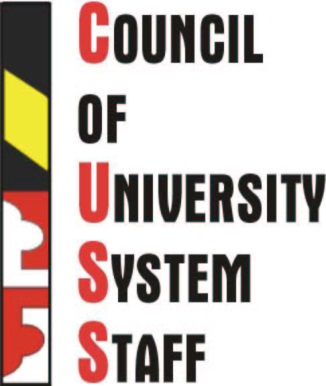 COUNCIL
OF
UNIVERSITY
SYSTEM
STAFF